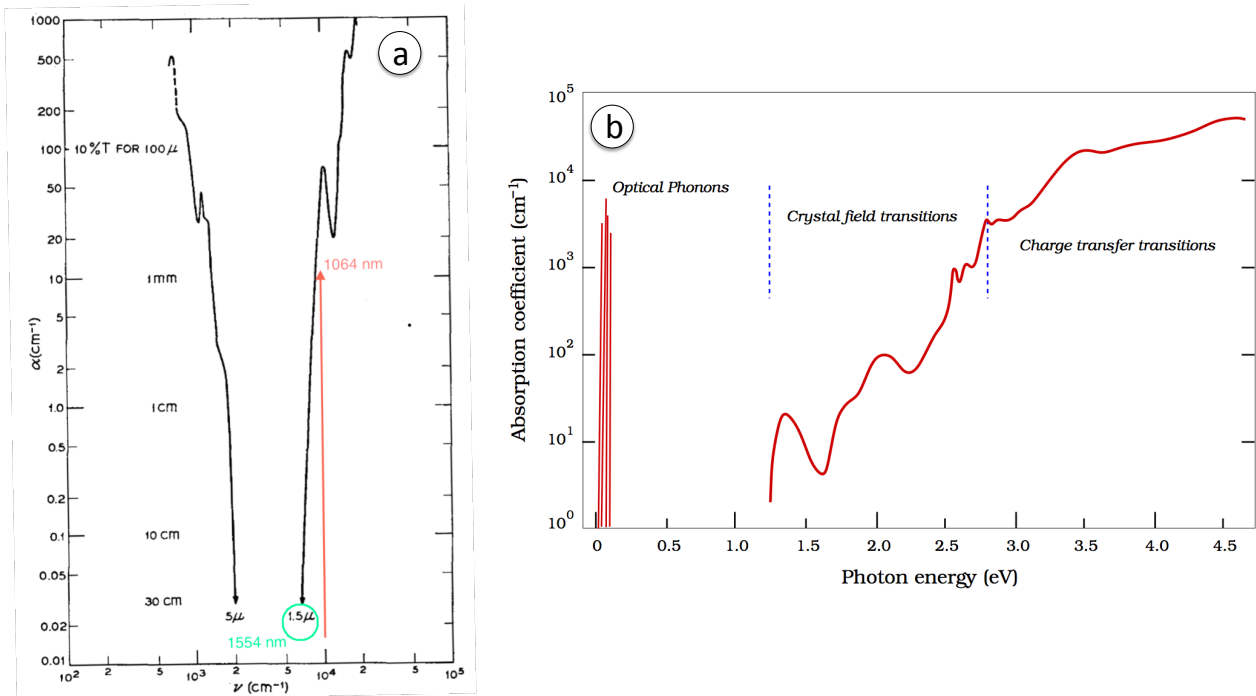 a
1000
500
200
100
10%T FOR 100μ
50
20
10
1mm
5
2
1.0
1cm
0.5
0.2
0.1
10 cm
0.05
30 cm
0.02
0.01
α(cm⁻¹)
1064 nm
5μ
1.5μ
1554 nm
10² 2 5 10³ 2 5 10⁴ 2 5 10⁵
ν (cm⁻¹)
b
10⁵
10⁴
10³
10²
10¹
10⁰
Absorption coefficient (cm⁻¹)
Optical Phonons
Crystal field transitions
Charge transfer transitions
0 0.5 1.0 1.5 2.0 2.5 3.0 3.5 4.0 4.5
Photon energy (eV)